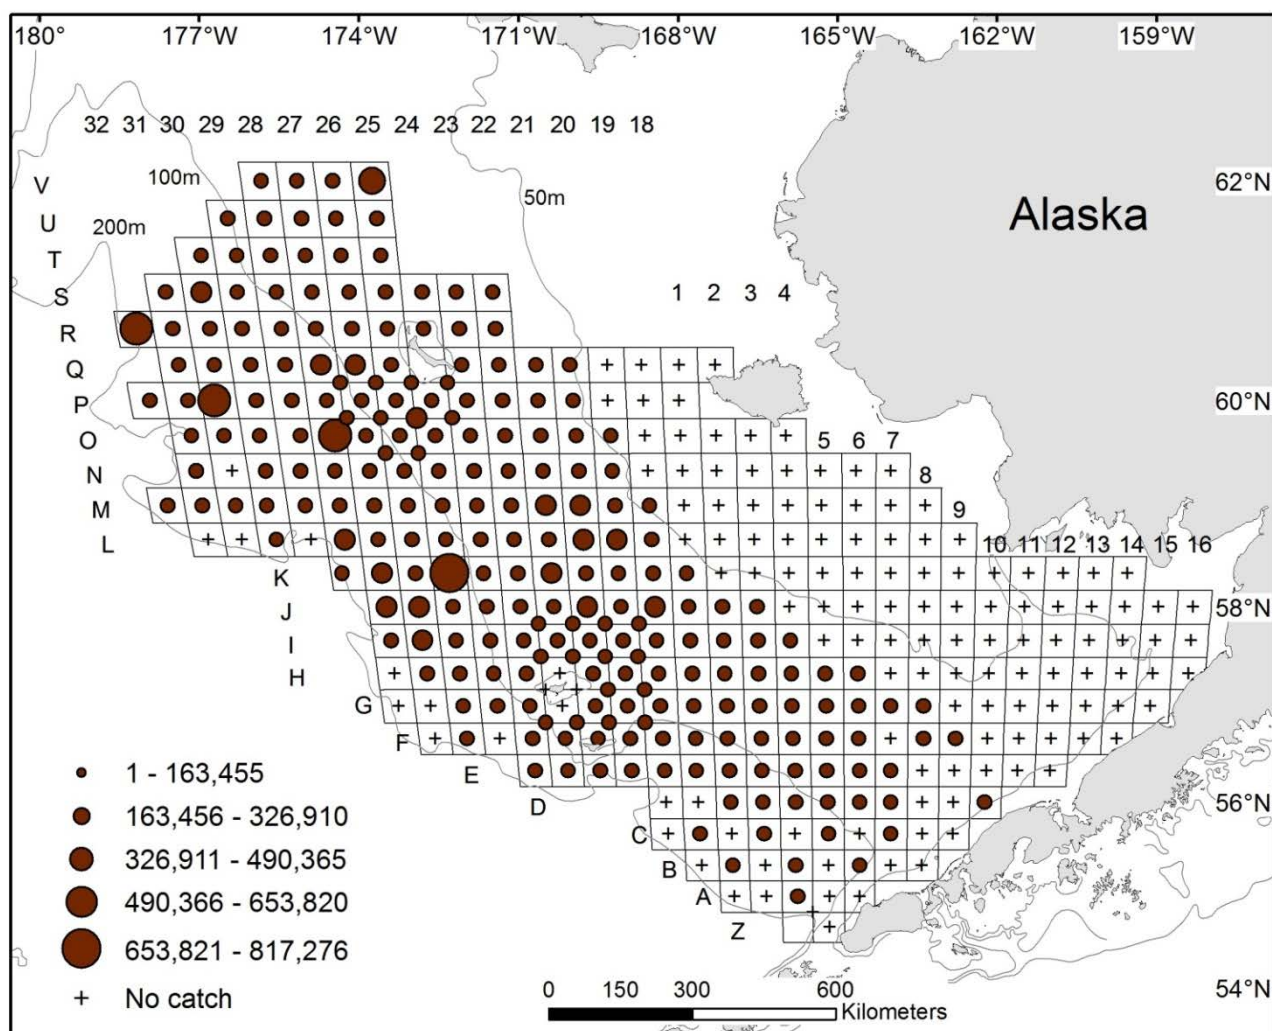 180° 177°W 174°W 171°W 168°W 165°W 162°W 159°W
32 31 30 29 28 27 26 25 24 23 22 21 20 19 18
100m
V
62°N
50m
Alaska
U
200m
T
S
1 2 3 4
R
Q
P
60°N
O
5 6 7
N
8
M
9
L
10 11 12 13 14 15 16
K
J
58°N
I
H
G
F
E
D
56°N
C
B
A
Z
1 - 163,455
163,456 - 326,910
326,911 - 490,365
490,366 - 653,820
653,821 - 817,276
+ No catch
54°N
0 150 300 600
Kilometers